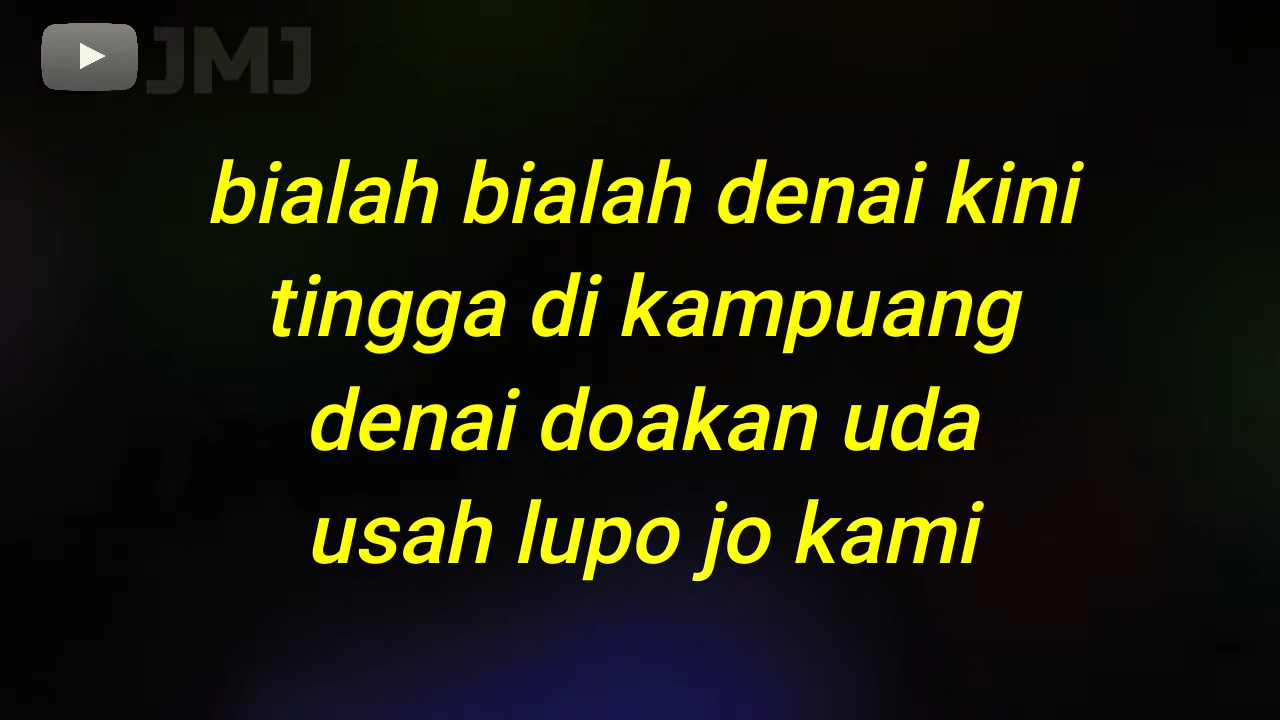 JMJ
bialah bialah denai kini
tingga di kampuang
denai doakan uda
usah lupo jo kami